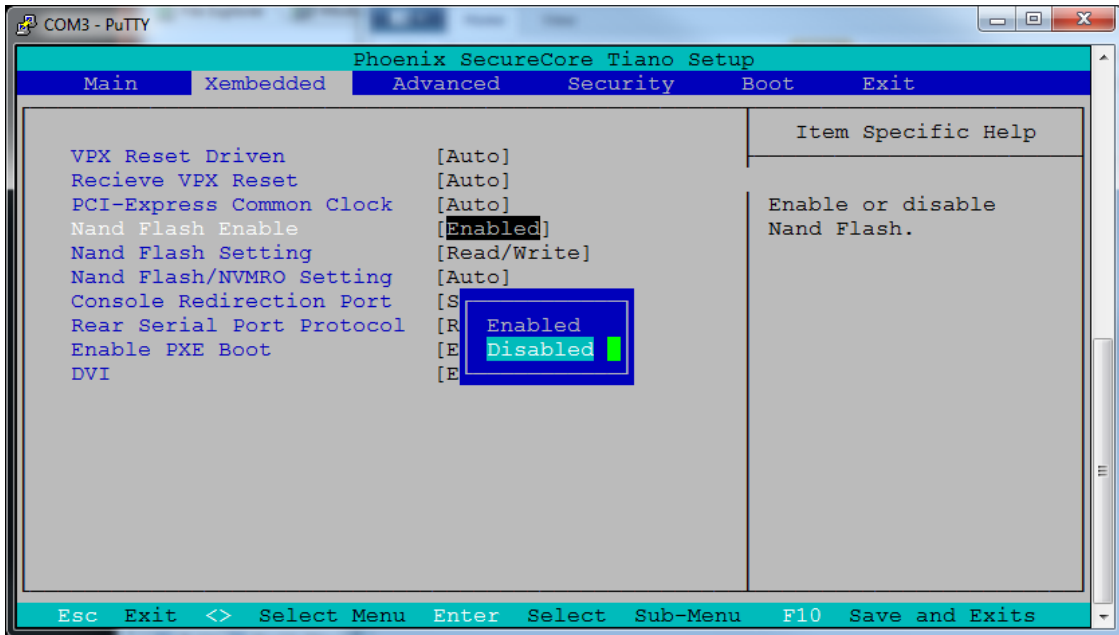 COM3 - PuTTY
Phoenix SecureCore Tiano Setup
Main Xembedded Advanced Security Boot Exit
Item Specific Help
VPX Reset Driven [Auto]
Recieve VPX Reset [Auto]
PCI-Express Common Clock [Auto] Enable or disable
Nand Flash Enable [Enabled] Nand Flash.
Nand Flash Setting [Read/Write]
Nand Flash/NVMRO Setting [Auto]
Console Redirection Port [S
Rear Serial Port Protocol [R Enabled
Enable PXE Boot [E Disabled
DVI [E
Esc Exit <> Select Menu Enter Select Sub-Menu F10 Save and Exits